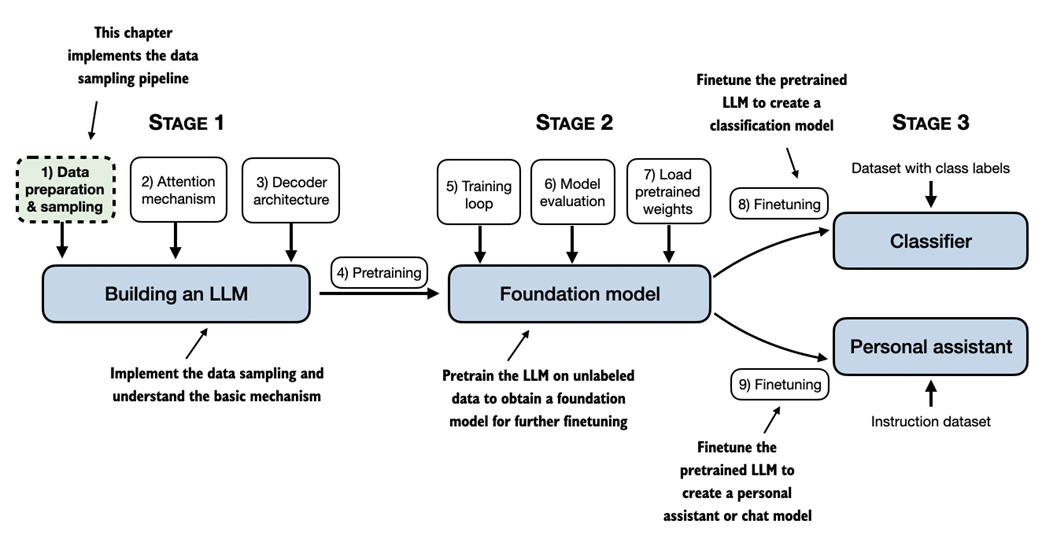 This chapter
implements the data
sampling pipeline
STAGE 1
1) Data
preparation
& sampling
2) Attention
mechanism
3) Decoder
architecture
Building an LLM
Implement the data sampling and
understand the basic mechanism
4) Pretraining
STAGE 2
5) Training
loop
6) Model
evaluation
7) Load
pretrained
weights
Foundation model
Pretrain the LLM on unlabeled
data to obtain a foundation
model for further finetuning
Finetune the pretrained
LLM to create a
classification model
8) Finetuning
STAGE 3
Dataset with class labels
Classifier
Personal assistant
9) Finetuning
Instruction dataset
Finetune the
pretrained LLM to
create a personal
assistant or chat model